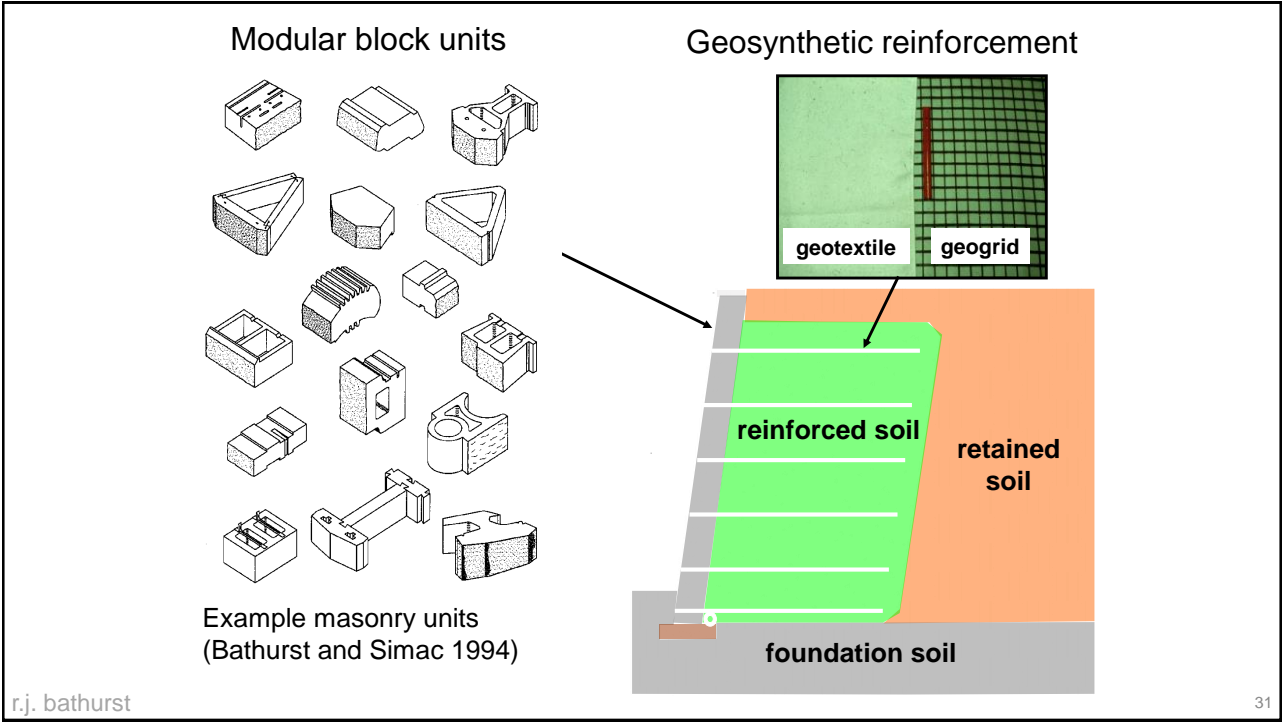 Modular block units
Geosynthetic reinforcement
geotextile
geogrid
reinforced soil
retained
soil
Example masonry units
(Bathurst and Simac 1994)
foundation soil
r.j. bathurst
31